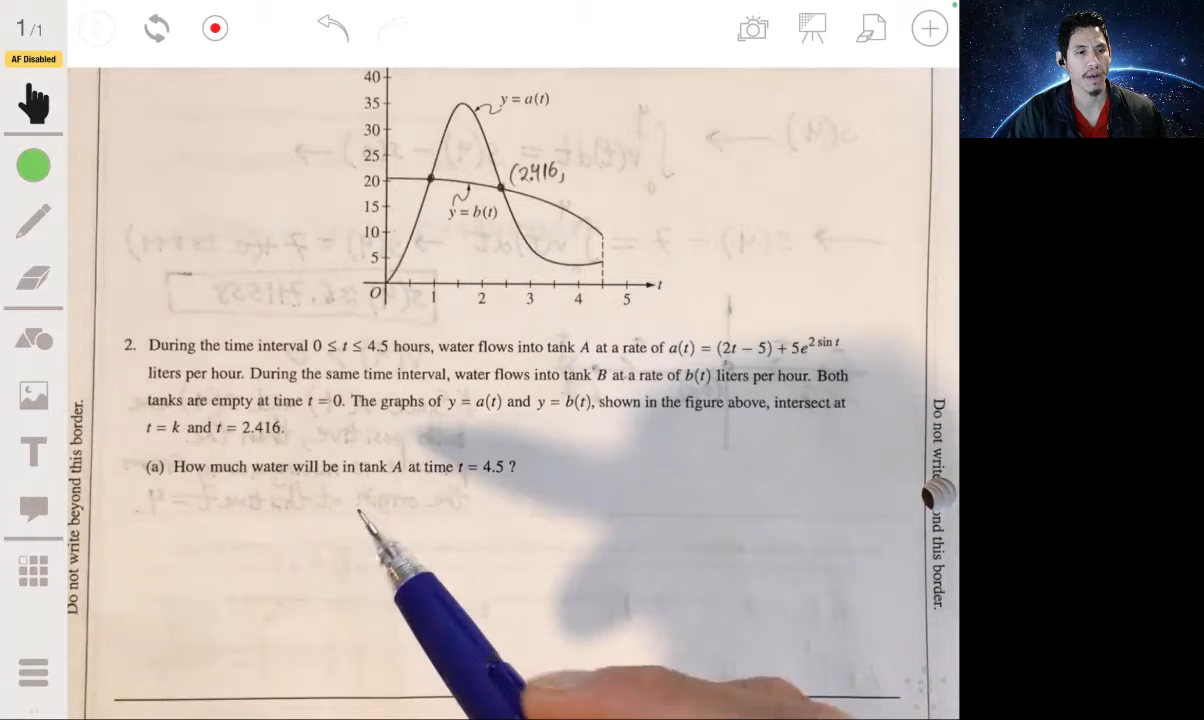 1/1
AF Disabled
40
35
30
25
20
15
10
5
O
1
2
3
4
5
t
y = a(t)
(2.416,
y = b(t)
2. During the time interval 0 ≤ t ≤ 4.5 hours, water flows into tank A at a rate of a(t) = (2t − 5) + 5e^{2 sin t}
liters per hour. During the same time interval, water flows into tank B at a rate of b(t) liters per hour. Both
tanks are empty at time t = 0. The graphs of y = a(t) and y = b(t), shown in the figure above, intersect at
t = k and t = 2.416.
(a) How much water will be in tank A at time t = 4.5 ?
Do not write beyond this border.
Do not write ond this border.
T